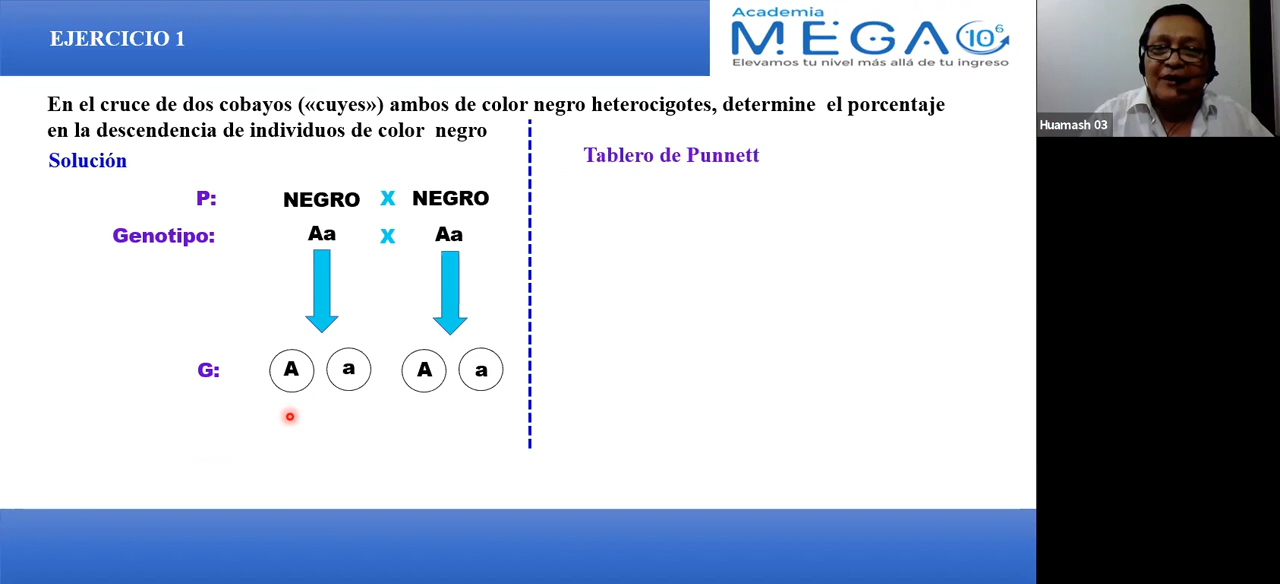 EJERCICIO 1
Academia
MEGA 10⁶
Elevamos tu nivel más allá de tu ingreso
Huamash 03
En el cruce de dos cobayos («cuyes») ambos de color negro heterocigotes, determine el porcentaje
en la descendencia de individuos de color negro
Solución
Tablero de Punnett
P: NEGRO X NEGRO
Genotipo: Aa X Aa
G: A a A a